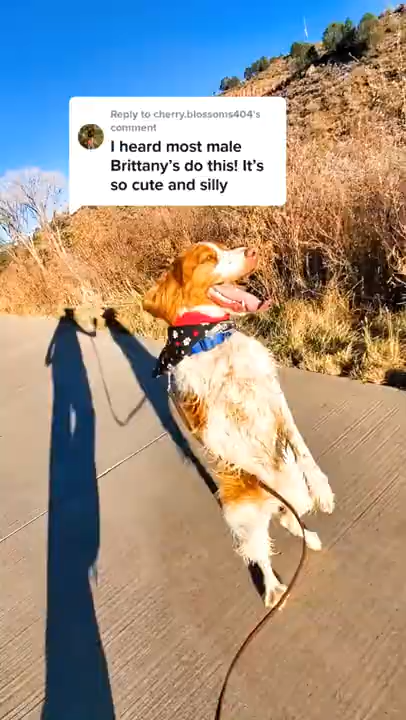 Reply to cherry.blossoms404's
comment
I heard most male
Brittany's do this! It's
so cute and silly